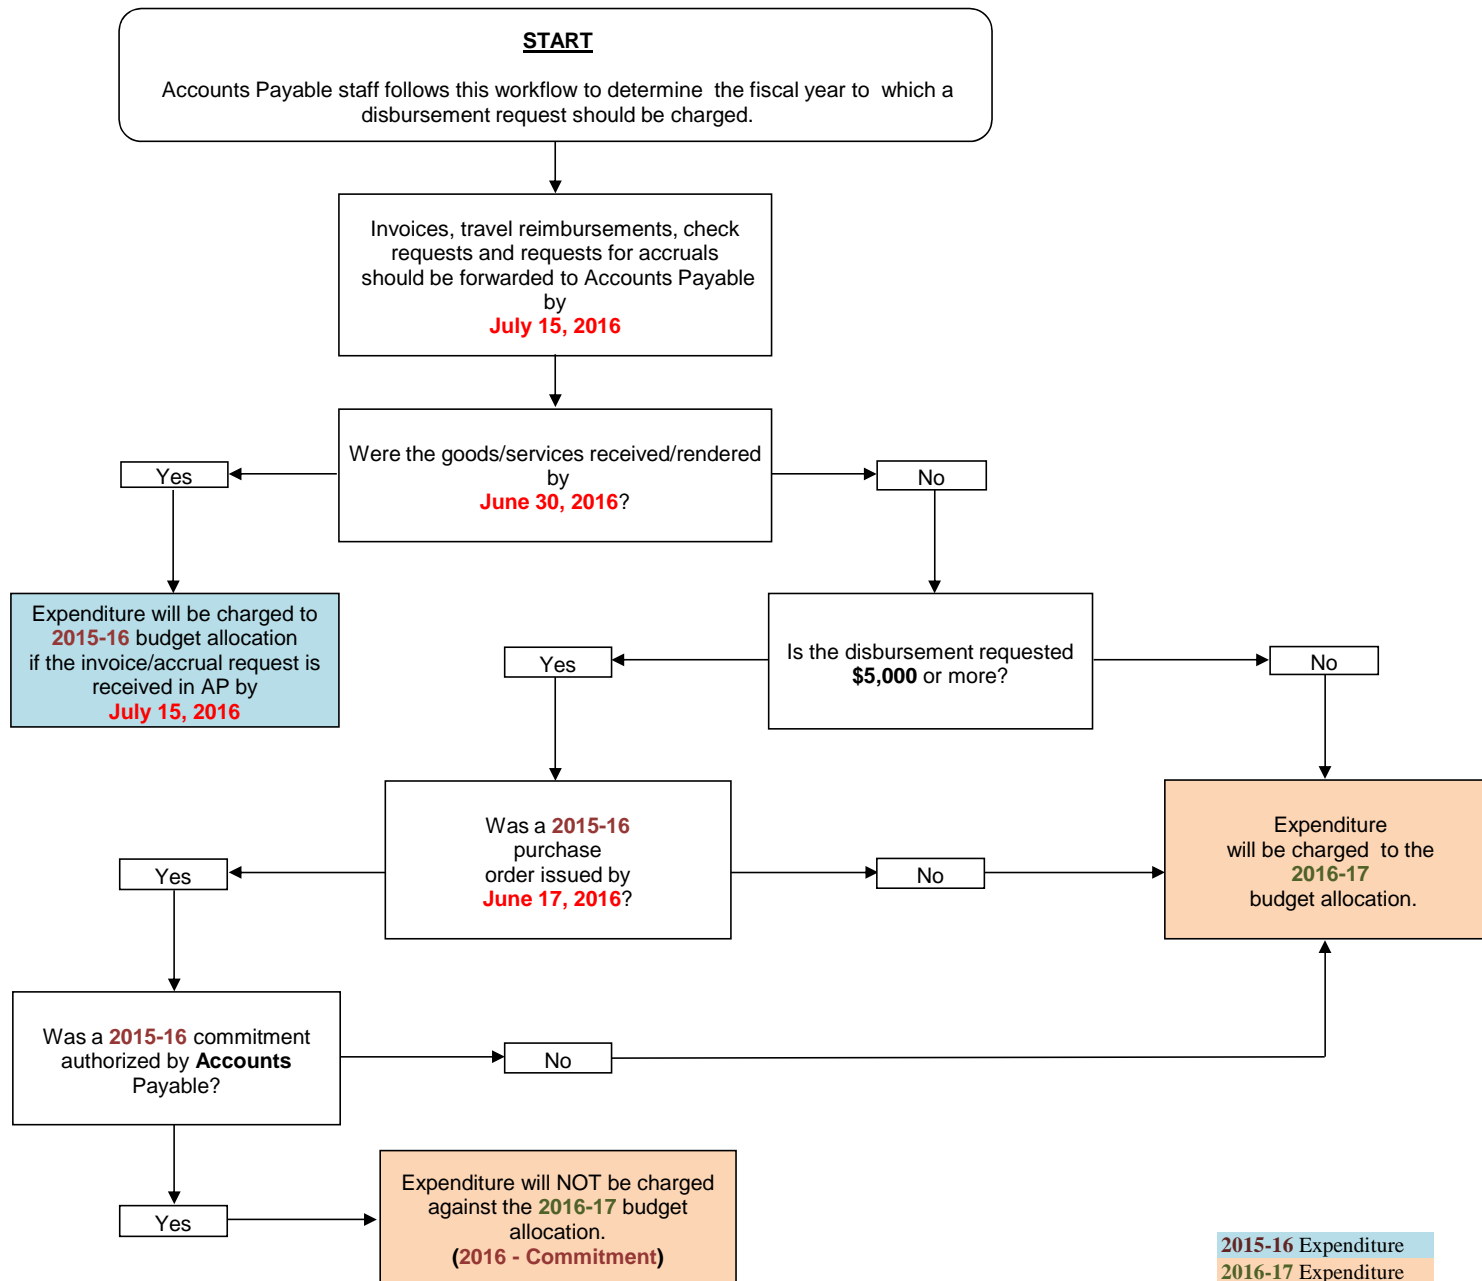 START
Accounts Payable staff follows this workflow to determine the fiscal year to which a
disbursement request should be charged.
Invoices, travel reimbursements, check
requests and requests for accruals
should be forwarded to Accounts Payable
by
July 15, 2016
Were the goods/services received/rendered
by
June 30, 2016?
Yes
No
Expenditure will be charged to
2015-16 budget allocation
if the invoice/accrual request is
received in AP by
July 15, 2016
Is the disbursement requested
$5,000 or more?
Yes
No
Was a 2015-16
purchase
order issued by
June 17, 2016?
Yes
No
Expenditure
will be charged to the
2016-17
budget allocation.
Was a 2015-16 commitment
authorized by Accounts
Payable?
No
Yes
Expenditure will NOT be charged
against the 2016-17 budget
allocation.
(2016 - Commitment)
2015-16 Expenditure
2016-17 Expenditure